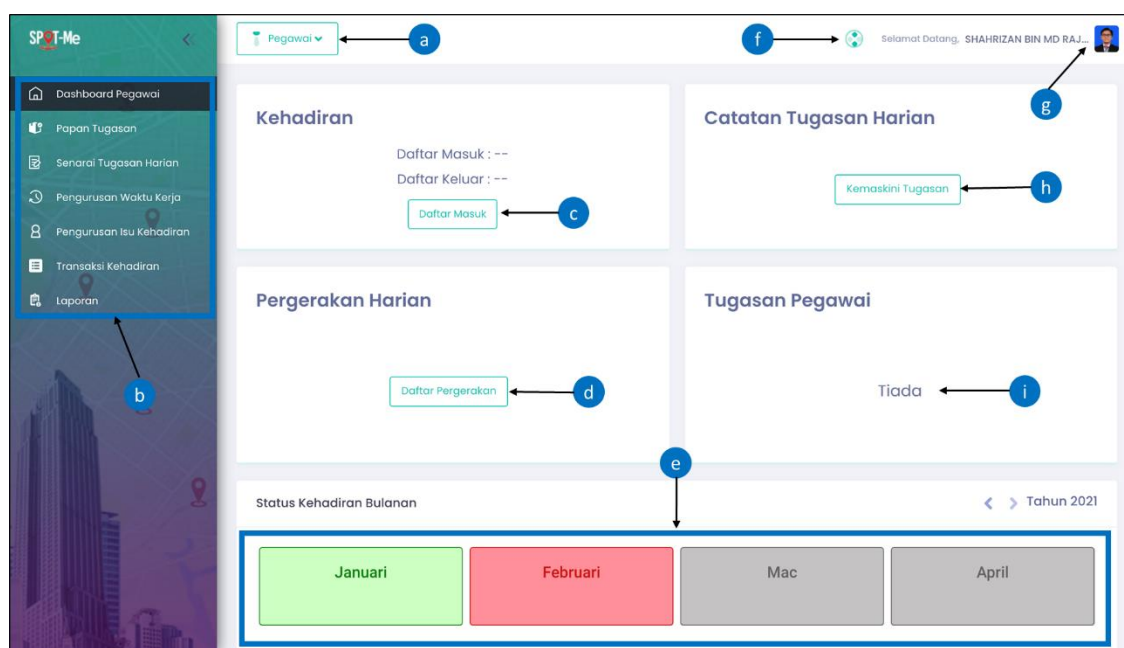 SPOT-Me
Pegawai
a
f
Selamat Datang, SHAHRIZAN BIN MD RAJ...
g
Dashboard Pegawai
Papan Tugasan
Senarai Tugasan Harian
Pengurusan Waktu Kerja
Pengurusan Isu Kehadiran
Transaksi Kehadiran
Laporan
b
Kehadiran
Daftar Masuk : --
Daftar Keluar : --
Daftar Masuk
c
Catatan Tugasan Harian
Kemaskini Tugasan
h
Pergerakan Harian
Daftar Pergerakan
d
Tugasan Pegawai
Tiada
i
e
Status Kehadiran Bulanan
Tahun 2021
Januari
Februari
Mac
April